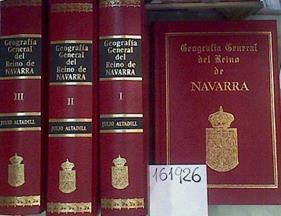 Geografía
General
del
Reino de
NAVARRA
III
JULIO ALTADILL
Geografía
General
del
Reino de
NAVARRA
II
JULIO ALTADILL
Geografía
General
del
Reino de
NAVARRA
I
JULIO ALTADILL
Geografía General
del Reino
de
NAVARRA
161926